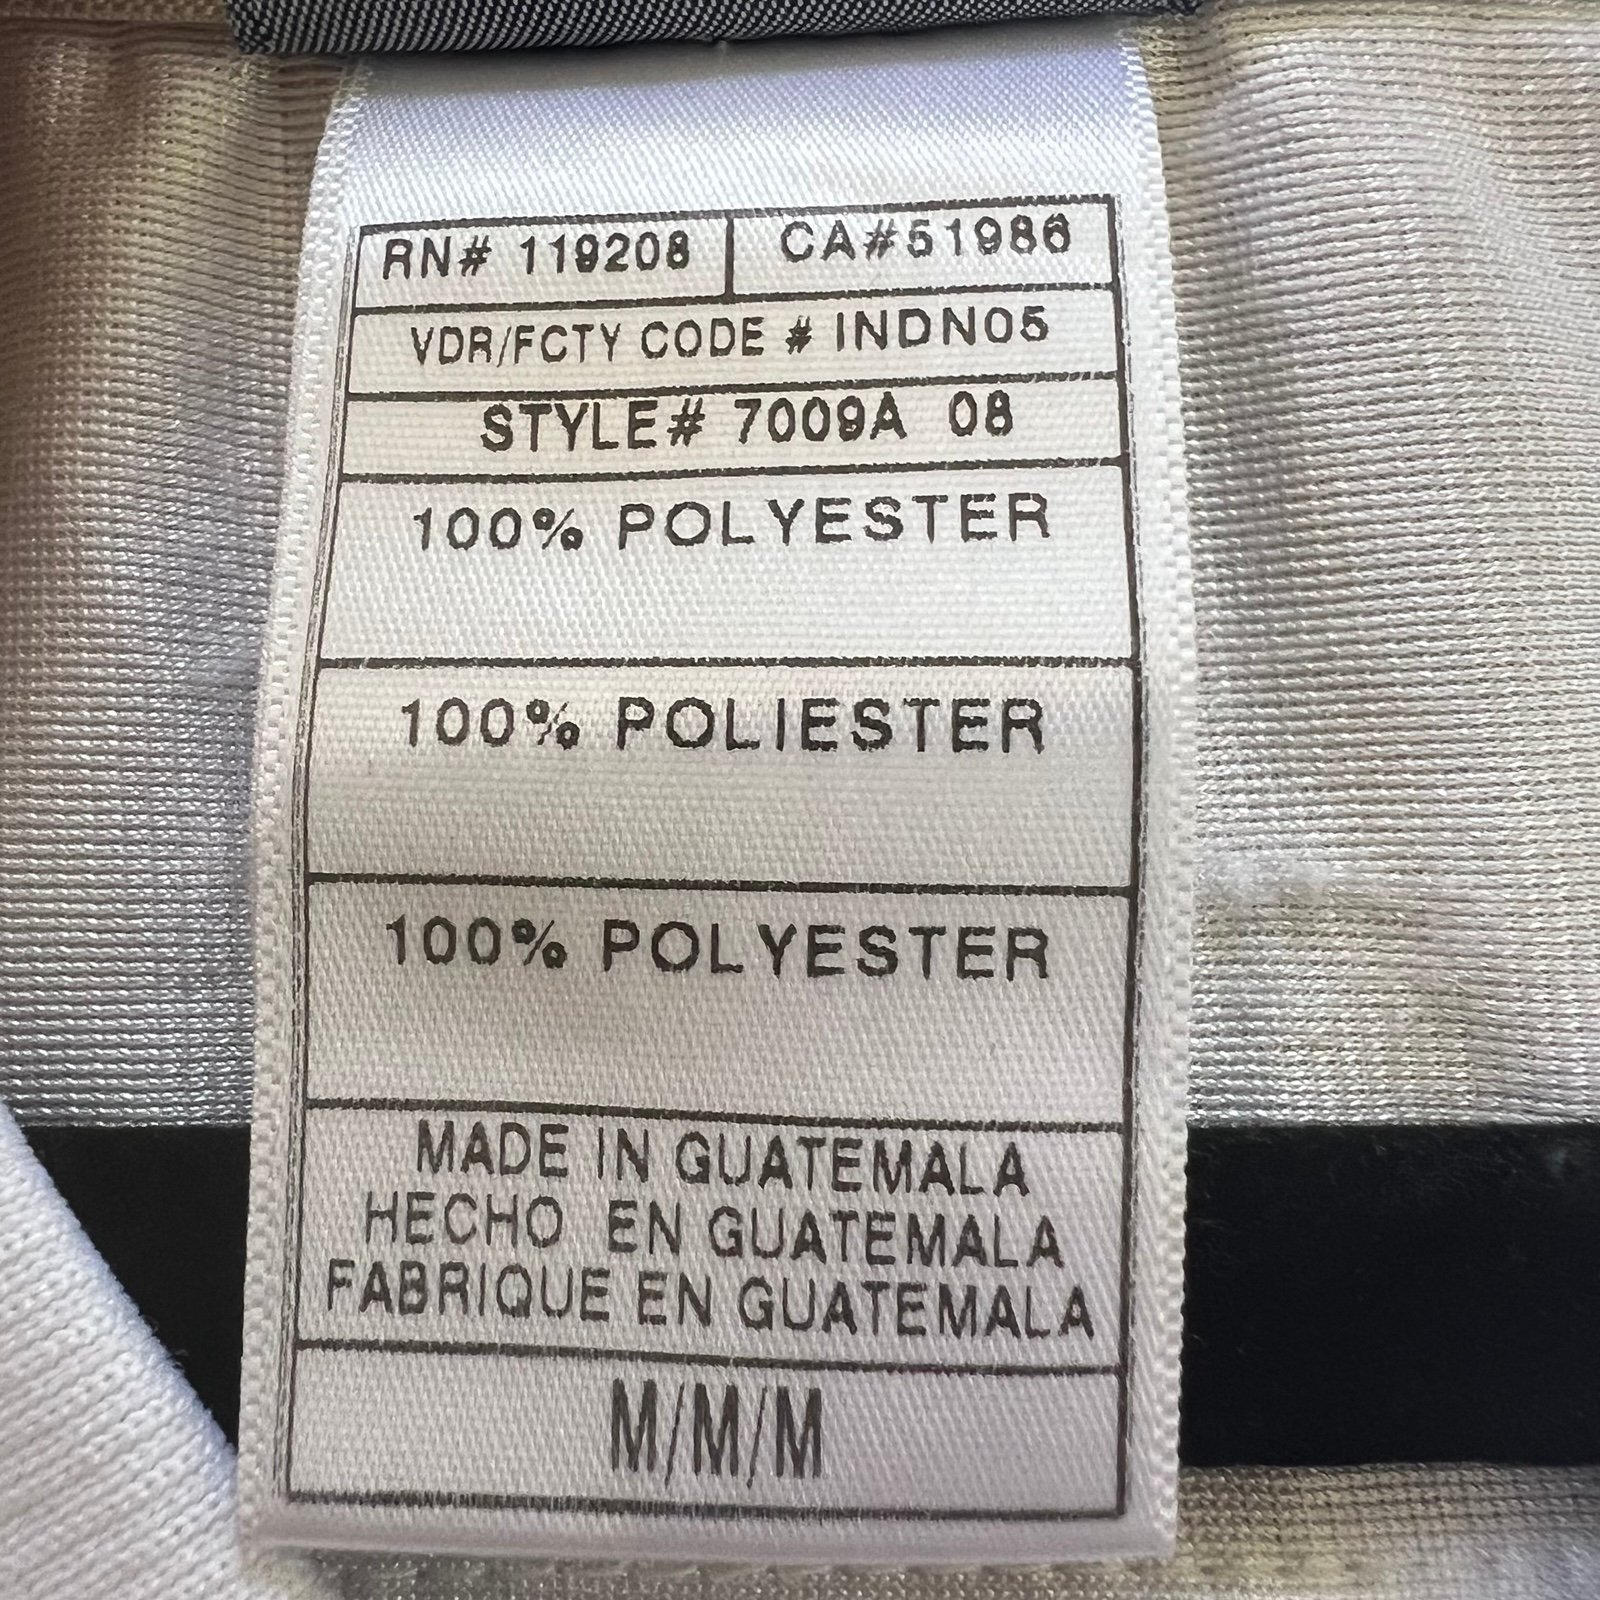 RN# 119208 CA#51986
VDR/FCTY CODE # INDN05
STYLE# 7009A 08
100% POLYESTER
100% POLIESTER
100% POLYESTER
MADE IN GUATEMALA
HECHO EN GUATEMALA
FABRIQUE EN GUATEMALA
M/M/M